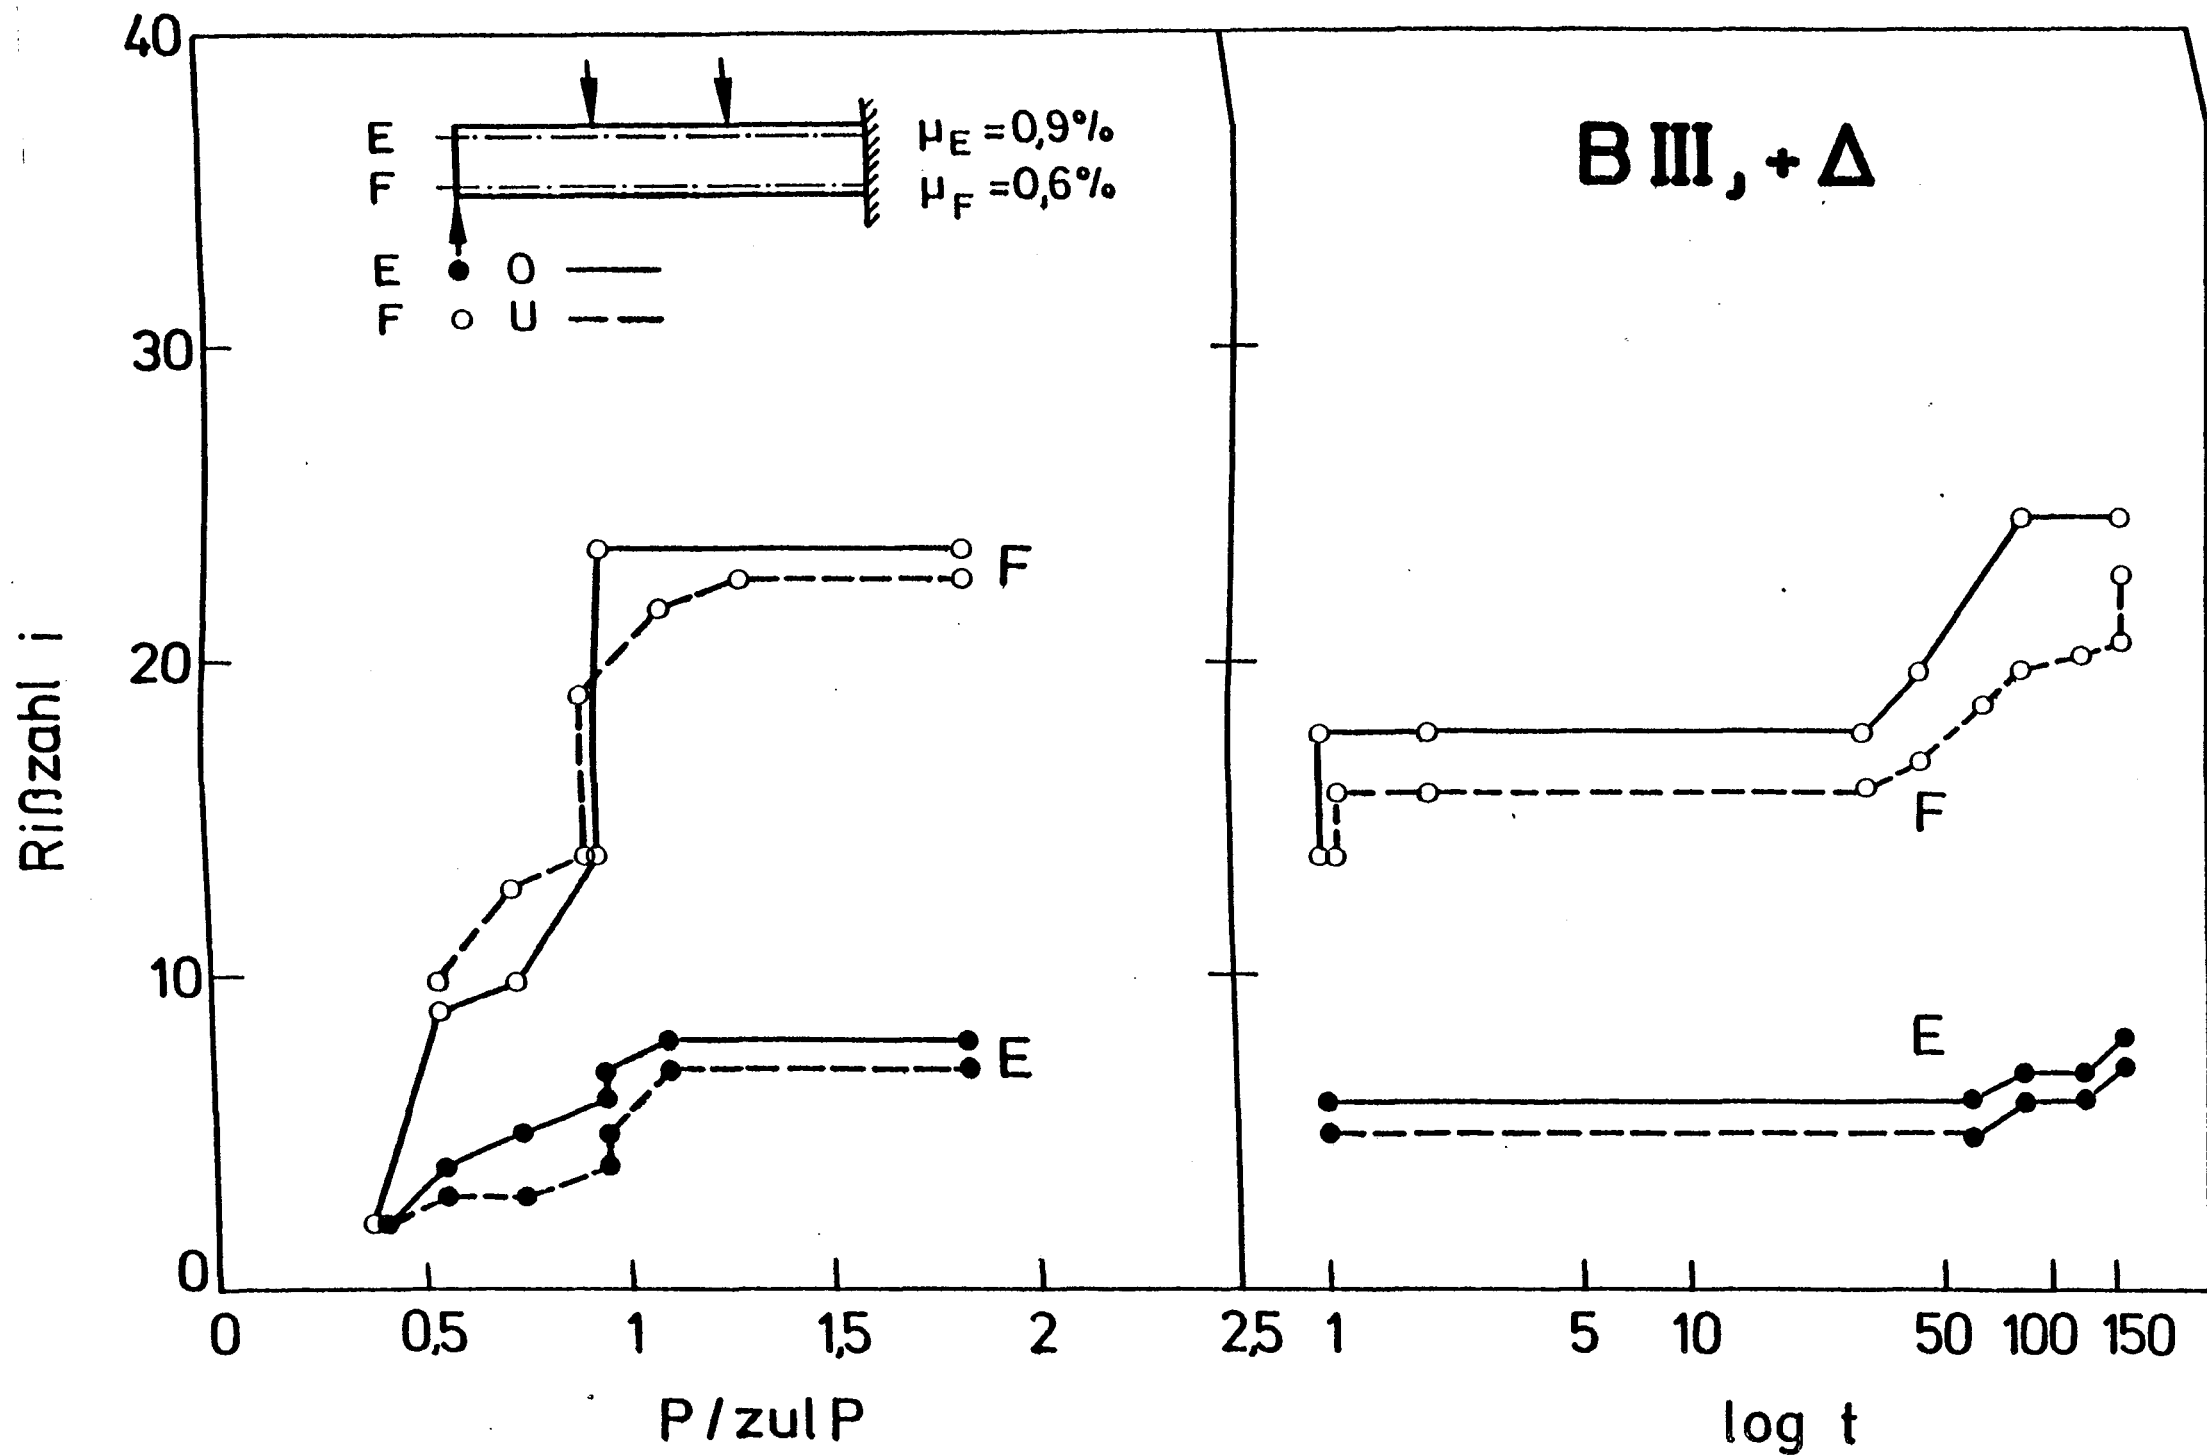 40
E
μE = 0,9%
F
μF = 0,6%
E ● O
F ○ U
B III, + Δ
30
20
10
0
Rißzahl i
F
E
F
E
0 0,5 1 1,5 2 2,5 1 5 10 50 100 150
P / zul P
log t